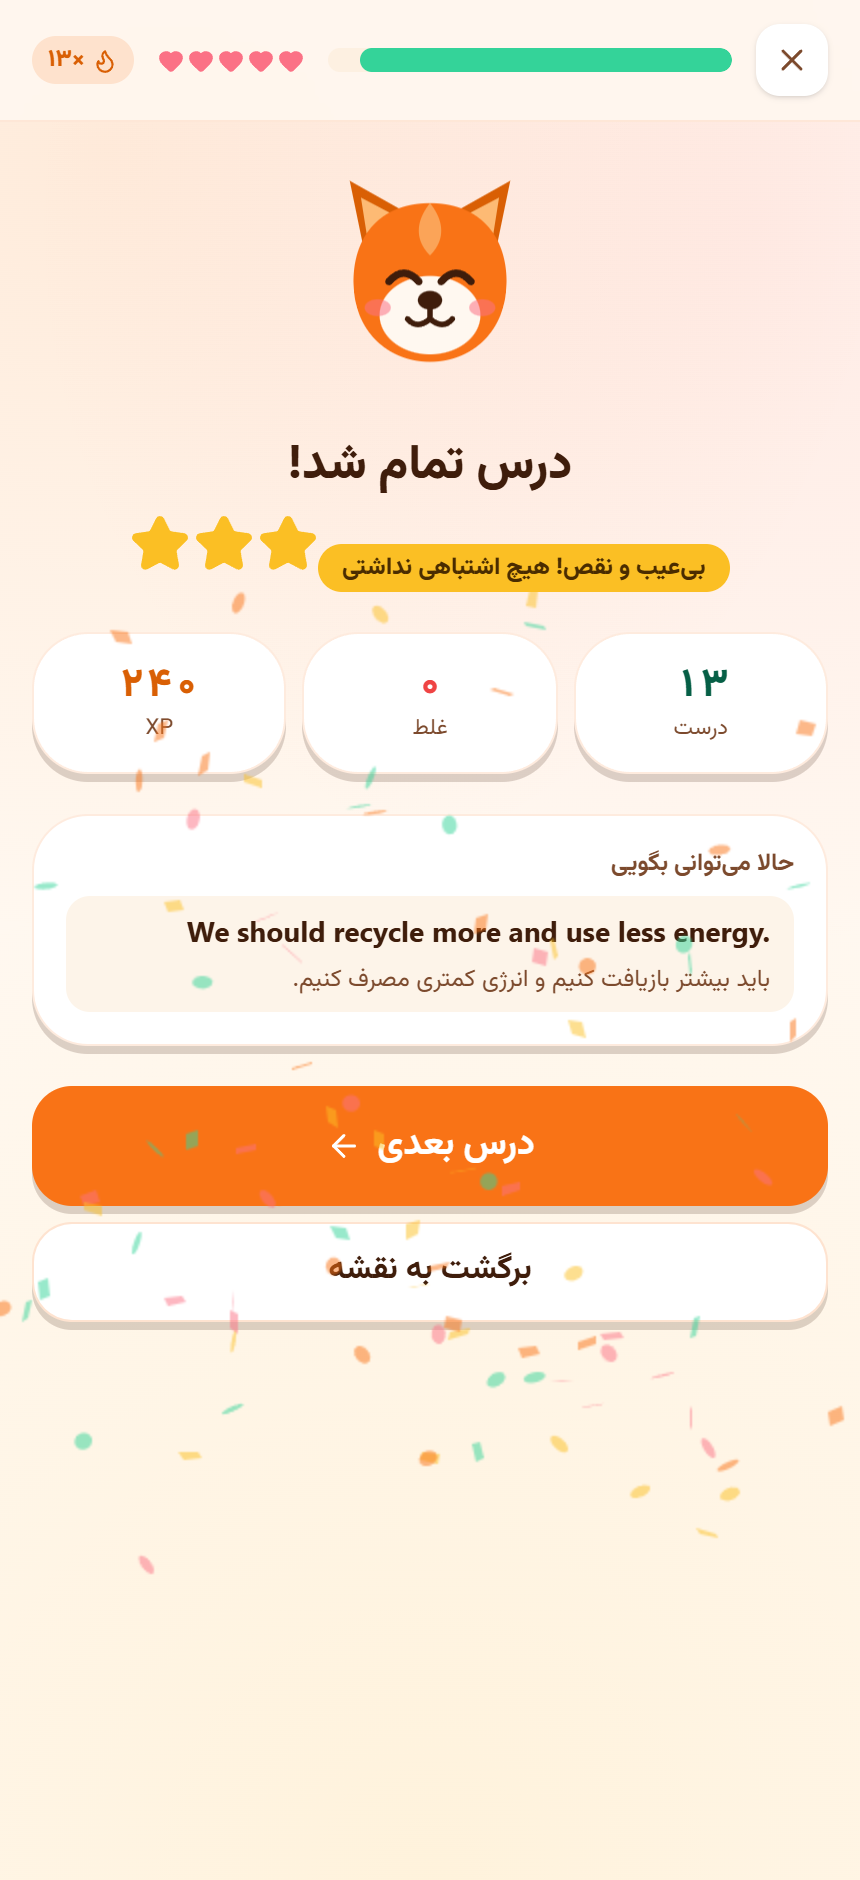 ۱۳×
درس تمام شد!
بی‌عیب و نقص! هیچ اشتباهی نداشتی
۱۳
درست
۰
غلط
۲۴۰
XP
حالا می‌توانی بگویی
We should recycle more and use less energy.
باید بیشتر بازیافت کنیم و انرژی کمتری مصرف کنیم.
درس بعدی ←
برگشت به نقشه